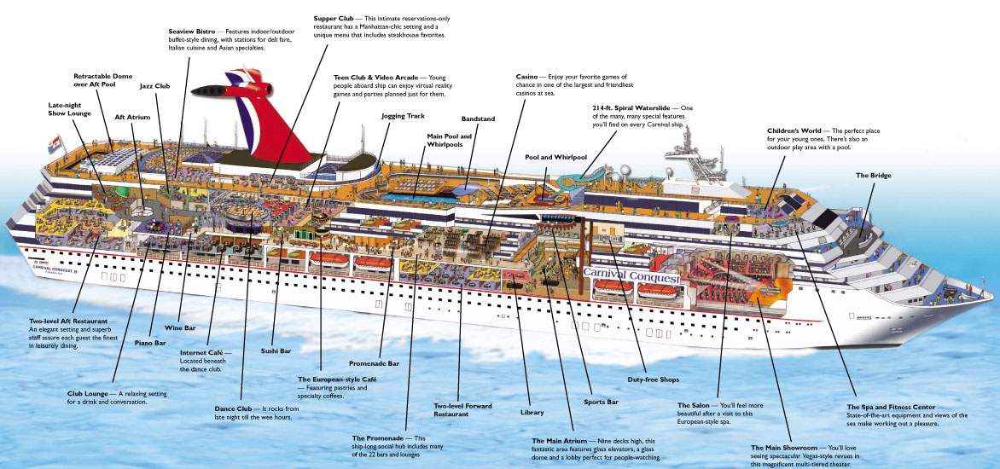 Supper Club — This intimate reservations-only
restaurant has a Manhattan-chic setting and a
unique menu that includes steakhouse favorites.
Seaview Bistro — Features indoor/outdoor
buffet-style dining, with stations for deli fare,
Italian cuisine and Asian specialties.
Retractable Dome
over Aft Pool
Jazz Club
Teen Club & Video Arcade — Young
people aboard ship can enjoy virtual reality
games and parties planned just for them.
Casino — Enjoy your favorite games of
chance in one of the largest and friendliest
casinos at sea.
Late-night
Show Lounge
Aft Atrium
Jogging Track
Bandstand
214-ft. Spiral Waterslide — One
of the many, many special features
you'll find on every Carnival ship.
Main Pool and
Whirlpools
Children's World — The perfect place
for your young ones. There's also an
outdoor play area with a pool.
Pool and Whirlpool
The Bridge
CARNIVAL CONQUEST
Carnival Conquest
Two-level Aft Restaurant —
An elegant setting and superb
staff assure each guest the finest
in leisurely dining.
Wine Bar
Piano Bar
Internet Café —
Located beneath
the dance club.
Sushi Bar
Promenade Bar
The European-style Café
— Featuring pastries and
specialty coffees.
Duty-free Shops
Club Lounge — A relaxing setting
for a drink and conversation.
Dance Club — It rocks from
late night till the wee hours.
Two-level Forward
Restaurant
Library
Sports Bar
The Salon — You'll feel more
beautiful after a visit to this
European-style spa.
The Spa and Fitness Center —
State-of-the-art equipment and views of the
sea make working out a pleasure.
The Promenade — This
ship-long social hub includes many
of the 22 bars and lounges
The Main Atrium — Nine decks high, this
fantastic area features glass elevators, a glass
dome and a lobby perfect for people-watching.
The Main Showroom — You'll love
seeing spectacular Vegas-style revues in
this magnificent multi-tiered theater.